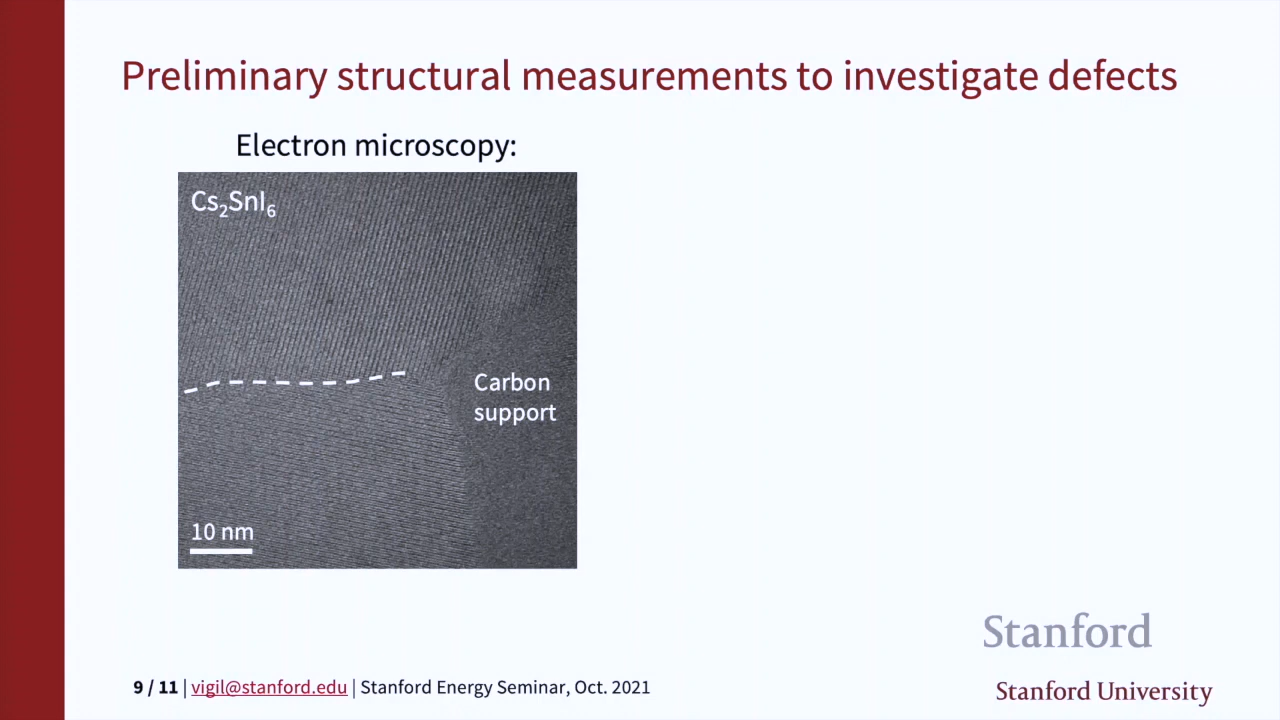 Preliminary structural measurements to investigate defects
Electron microscopy:
Cs₂SnI₆
Carbon
support
10 nm
Stanford
9 / 11 | vigil@stanford.edu | Stanford Energy Seminar, Oct. 2021
Stanford University